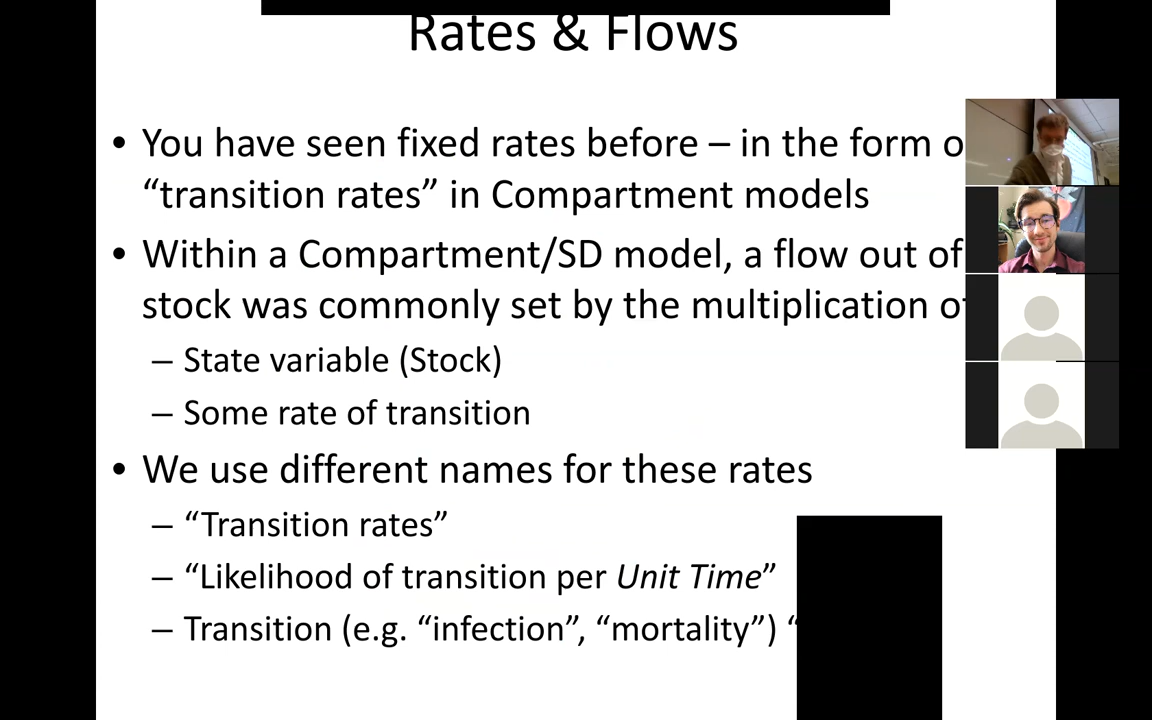 Rates & Flows
• You have seen fixed rates before – in the form o
“transition rates” in Compartment models
• Within a Compartment/SD model, a flow out of
stock was commonly set by the multiplication of
– State variable (Stock)
– Some rate of transition
• We use different names for these rates
– “Transition rates”
– “Likelihood of transition per Unit Time”
– Transition (e.g. “infection”, “mortality”) “